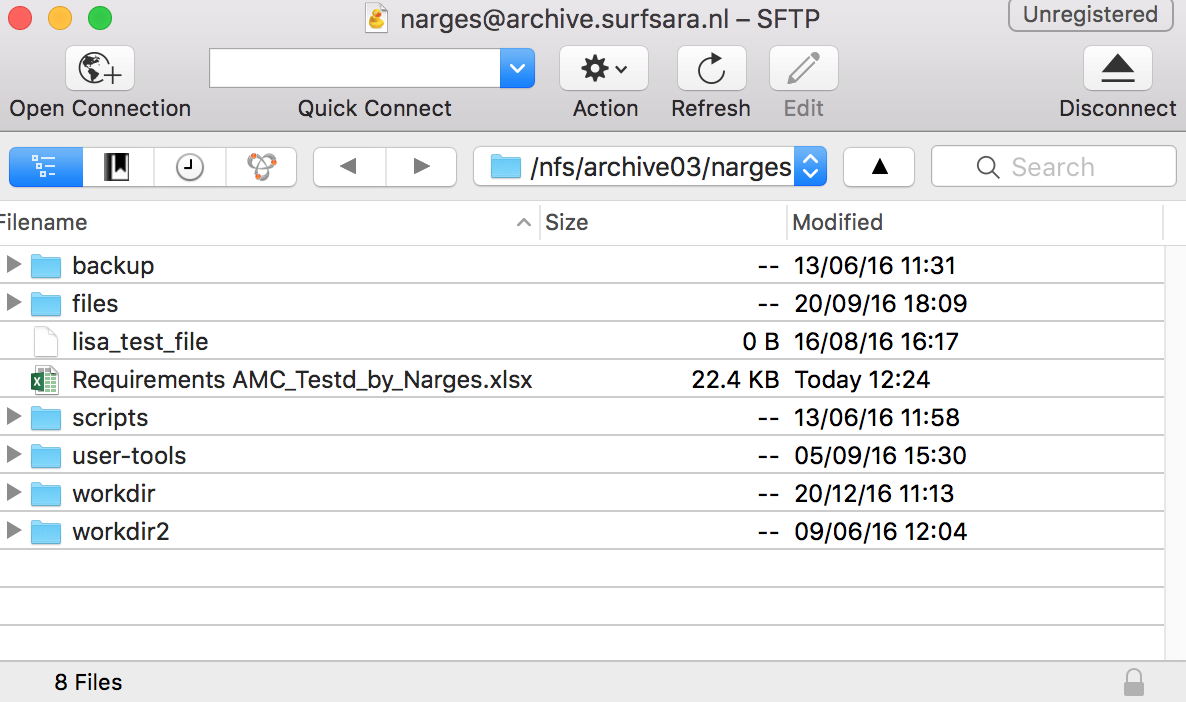 narges@archive.surfsara.nl – SFTP
Unregistered
Open Connection
Quick Connect
Action
Refresh
Edit
Disconnect
/nfs/archive03/narges
Search
Filename Size Modified
backup -- 13/06/16 11:31
files -- 20/09/16 18:09
lisa_test_file 0 B 16/08/16 16:17
Requirements AMC_Testd_by_Narges.xlsx 22.4 KB Today 12:24
scripts -- 13/06/16 11:58
user-tools -- 05/09/16 15:30
workdir -- 20/12/16 11:13
workdir2 -- 09/06/16 12:04
8 Files